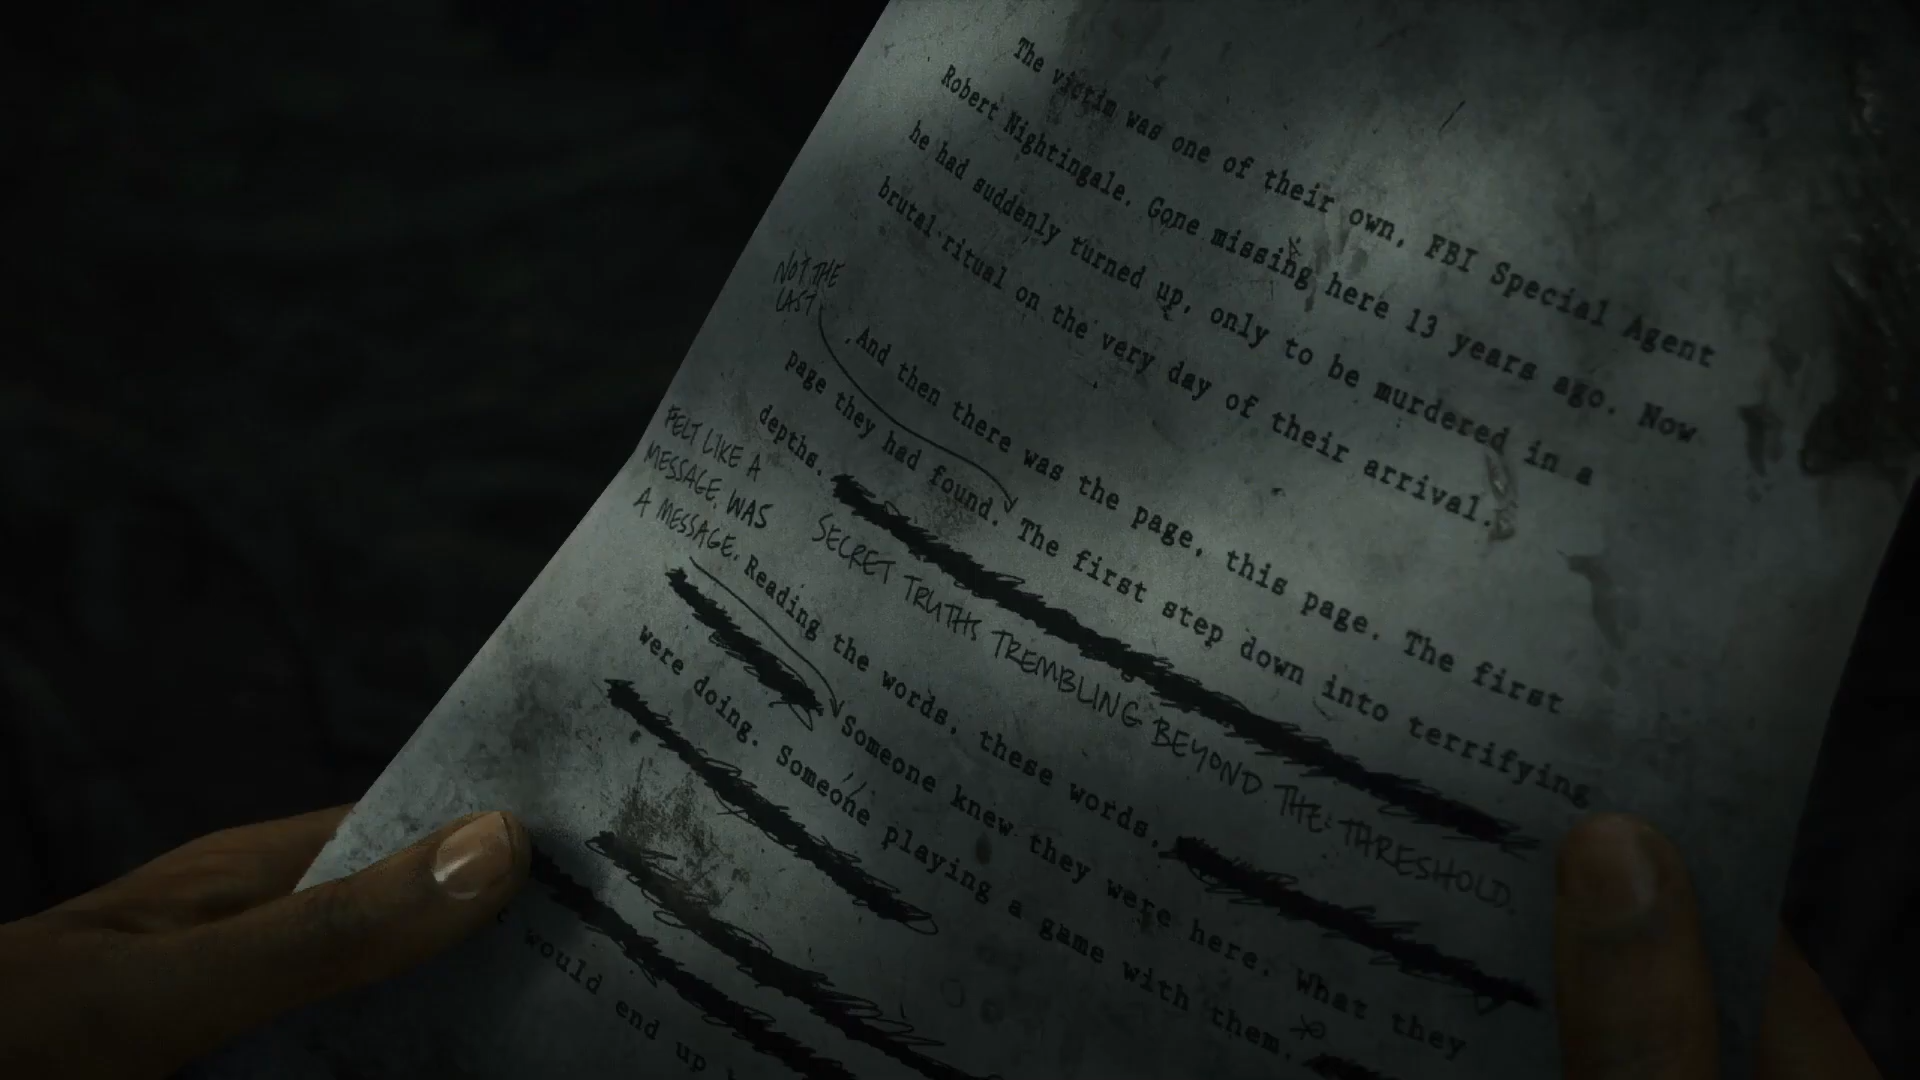 The victim was one of their own, FBI Special Agent
Robert Nightingale. Gone missing here 13 years ago. Now
he had suddenly turned up, only to be murdered in a
brutal ritual on the very day of their arrival.
NOT THE
LAST
And then there was the page, this page. The first
page they had found. The first step down into terrifying
depths.
SECRET TRUTHS TREMBLING BEYOND THE THRESHOLD.
FELT LIKE A
MESSAGE. WAS
A MESSAGE.
Reading the words, these words,
Someone knew they were here. What they
were doing. Someone playing a game with them.
would end up